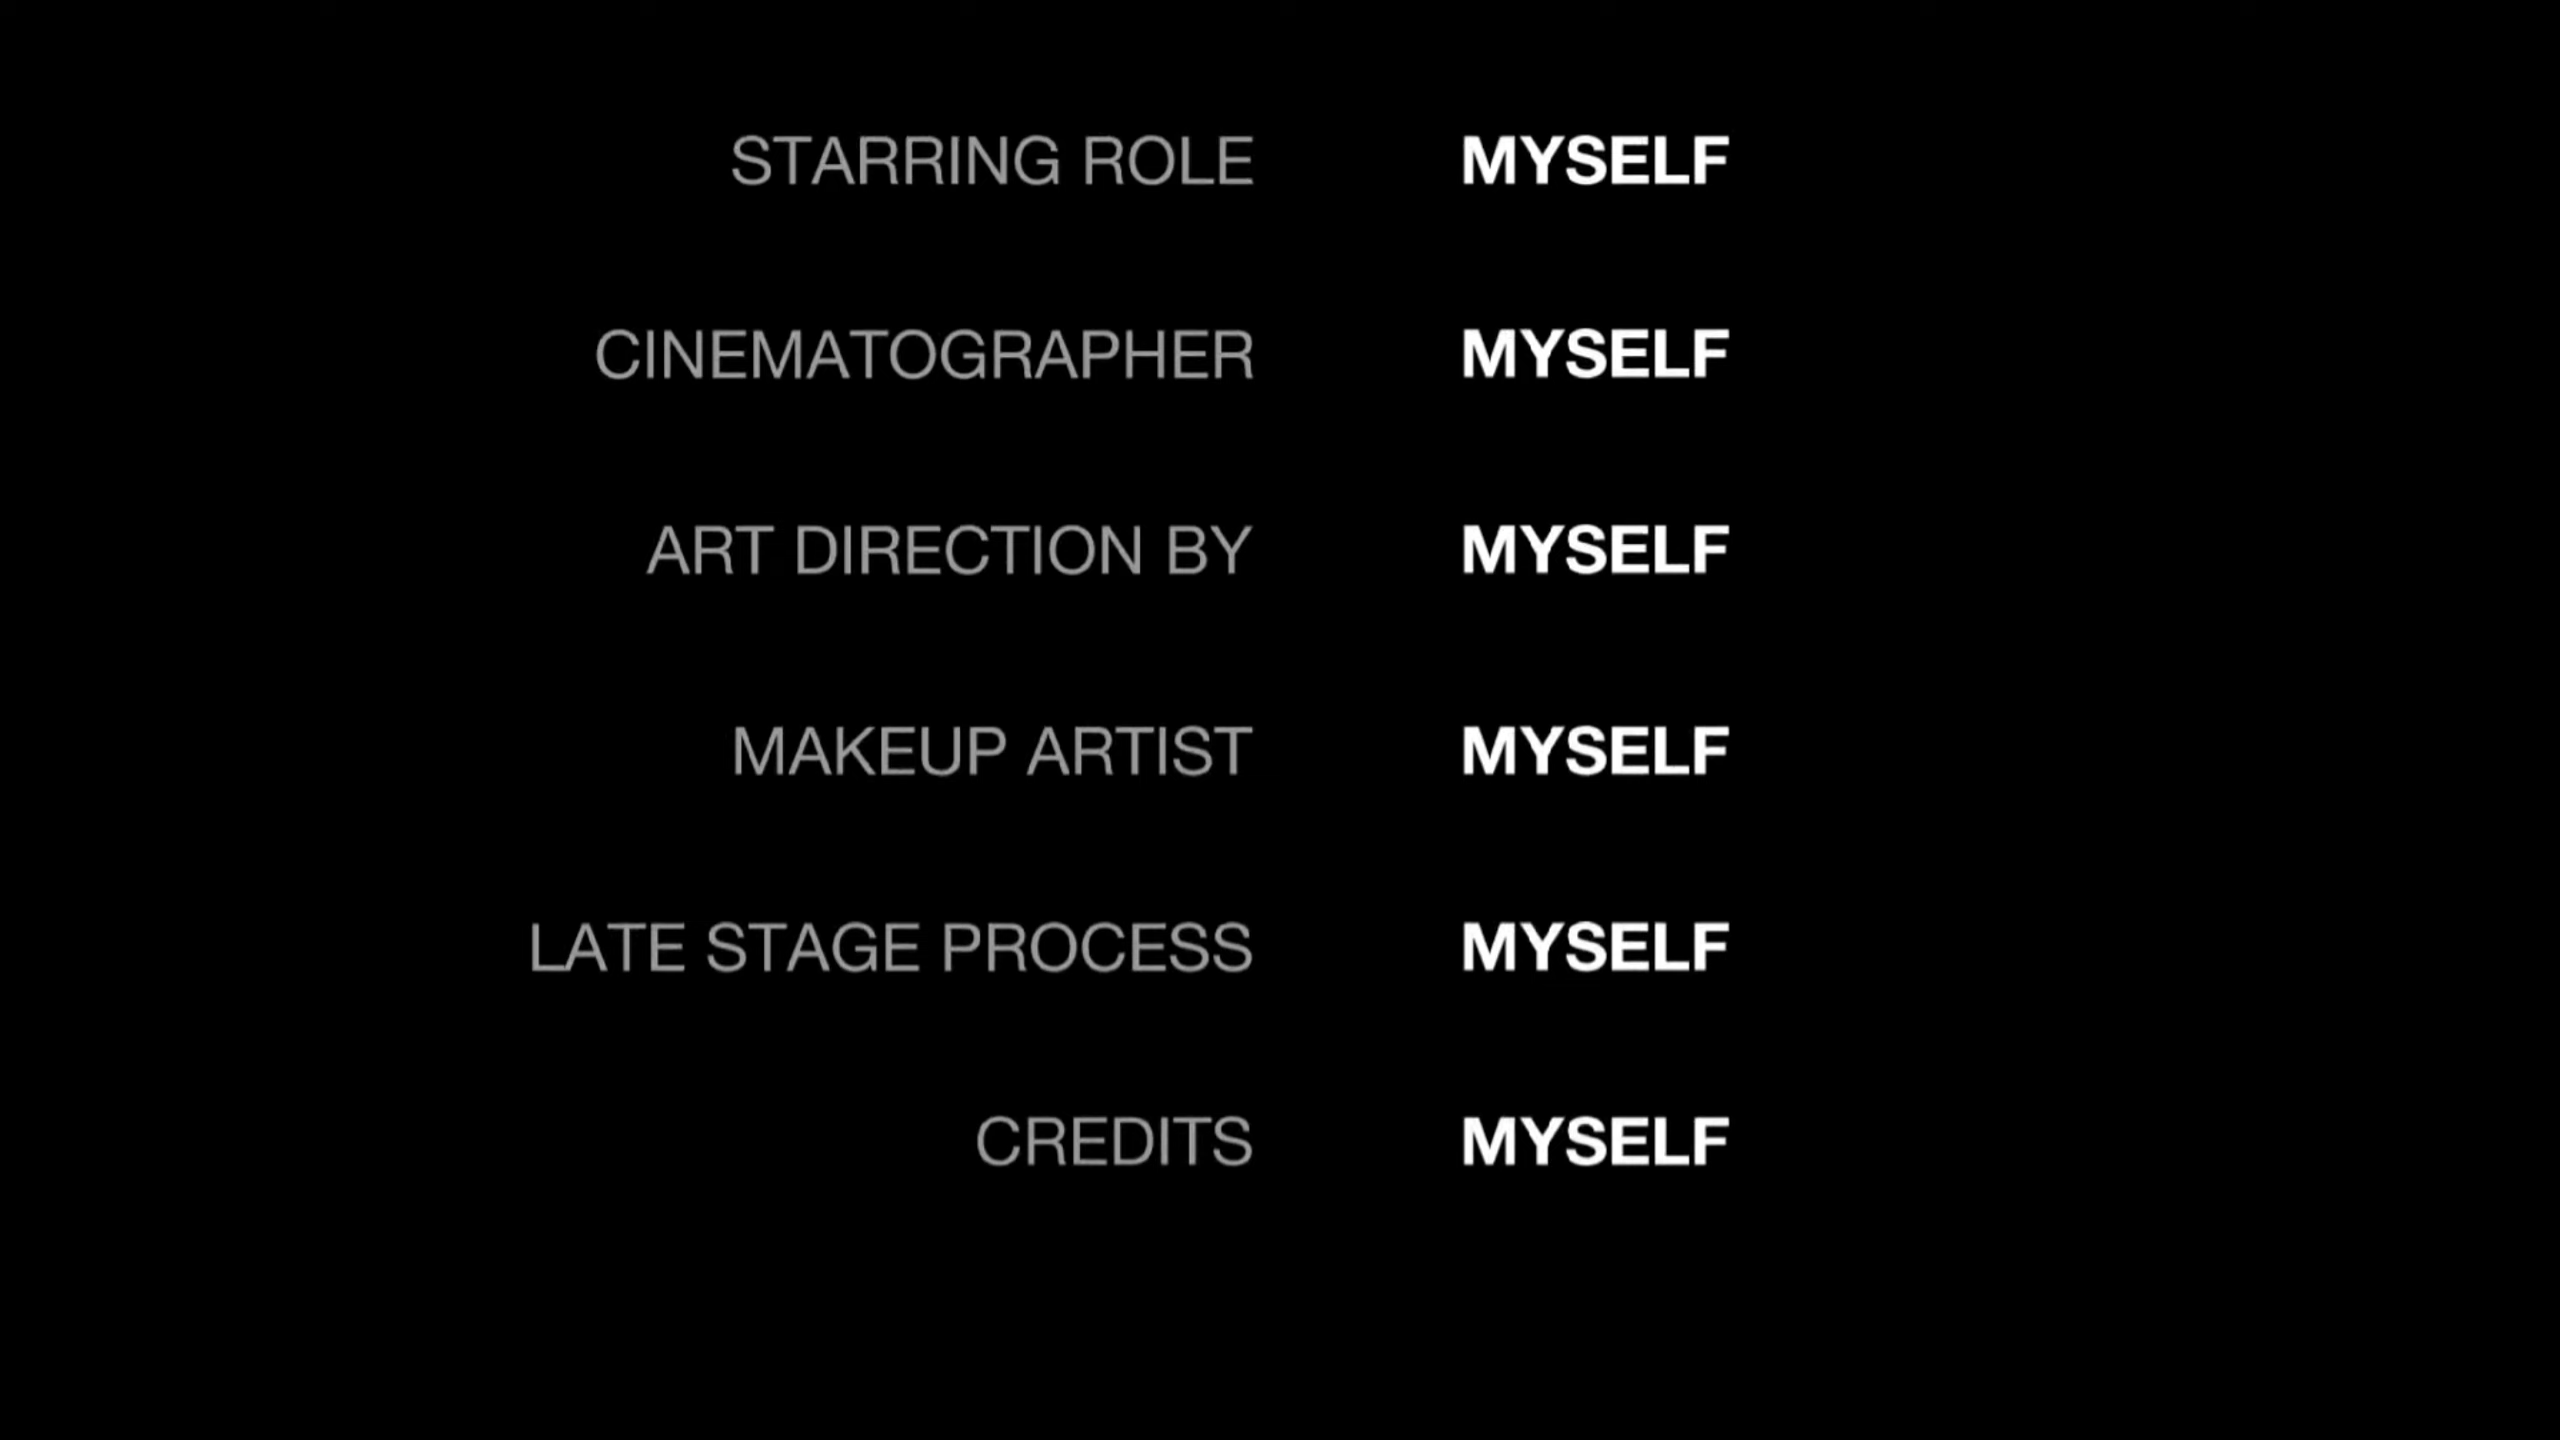 STARRING ROLE MYSELF
CINEMATOGRAPHER MYSELF
ART DIRECTION BY MYSELF
MAKEUP ARTIST MYSELF
LATE STAGE PROCESS MYSELF
CREDITS MYSELF